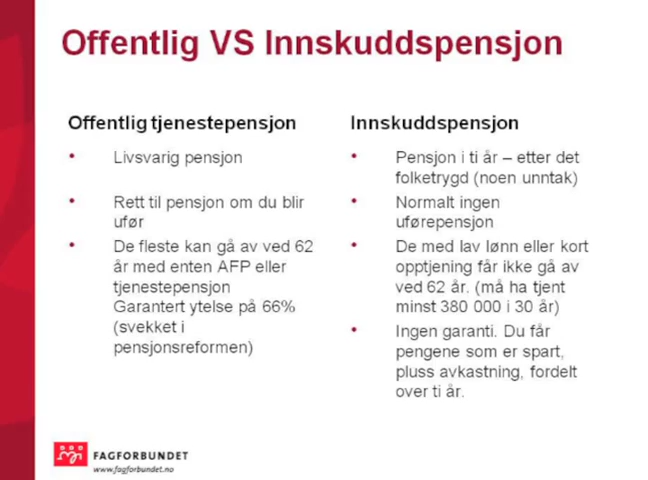 Offentlig VS Innskuddspensjon
Offentlig tjenestepensjon
• Livsvarig pensjon
• Rett til pensjon om du blir
ufør
• De fleste kan gå av ved 62
år med enten AFP eller
tjenestepensjon
Garantert ytelse på 66%
(svekket i
pensjonsreformen)
Innskuddspensjon
• Pensjon i ti år – etter det
folketrygd (noen unntak)
• Normalt ingen
uførepensjon
• De med lav lønn eller kort
opptjening får ikke gå av
ved 62 år. (må ha tjent
minst 380 000 i 30 år)
• Ingen garanti. Du får
pengene som er spart,
pluss avkastning, fordelt
over ti år.
FAGFORBUNDET
www.fagforbundet.no